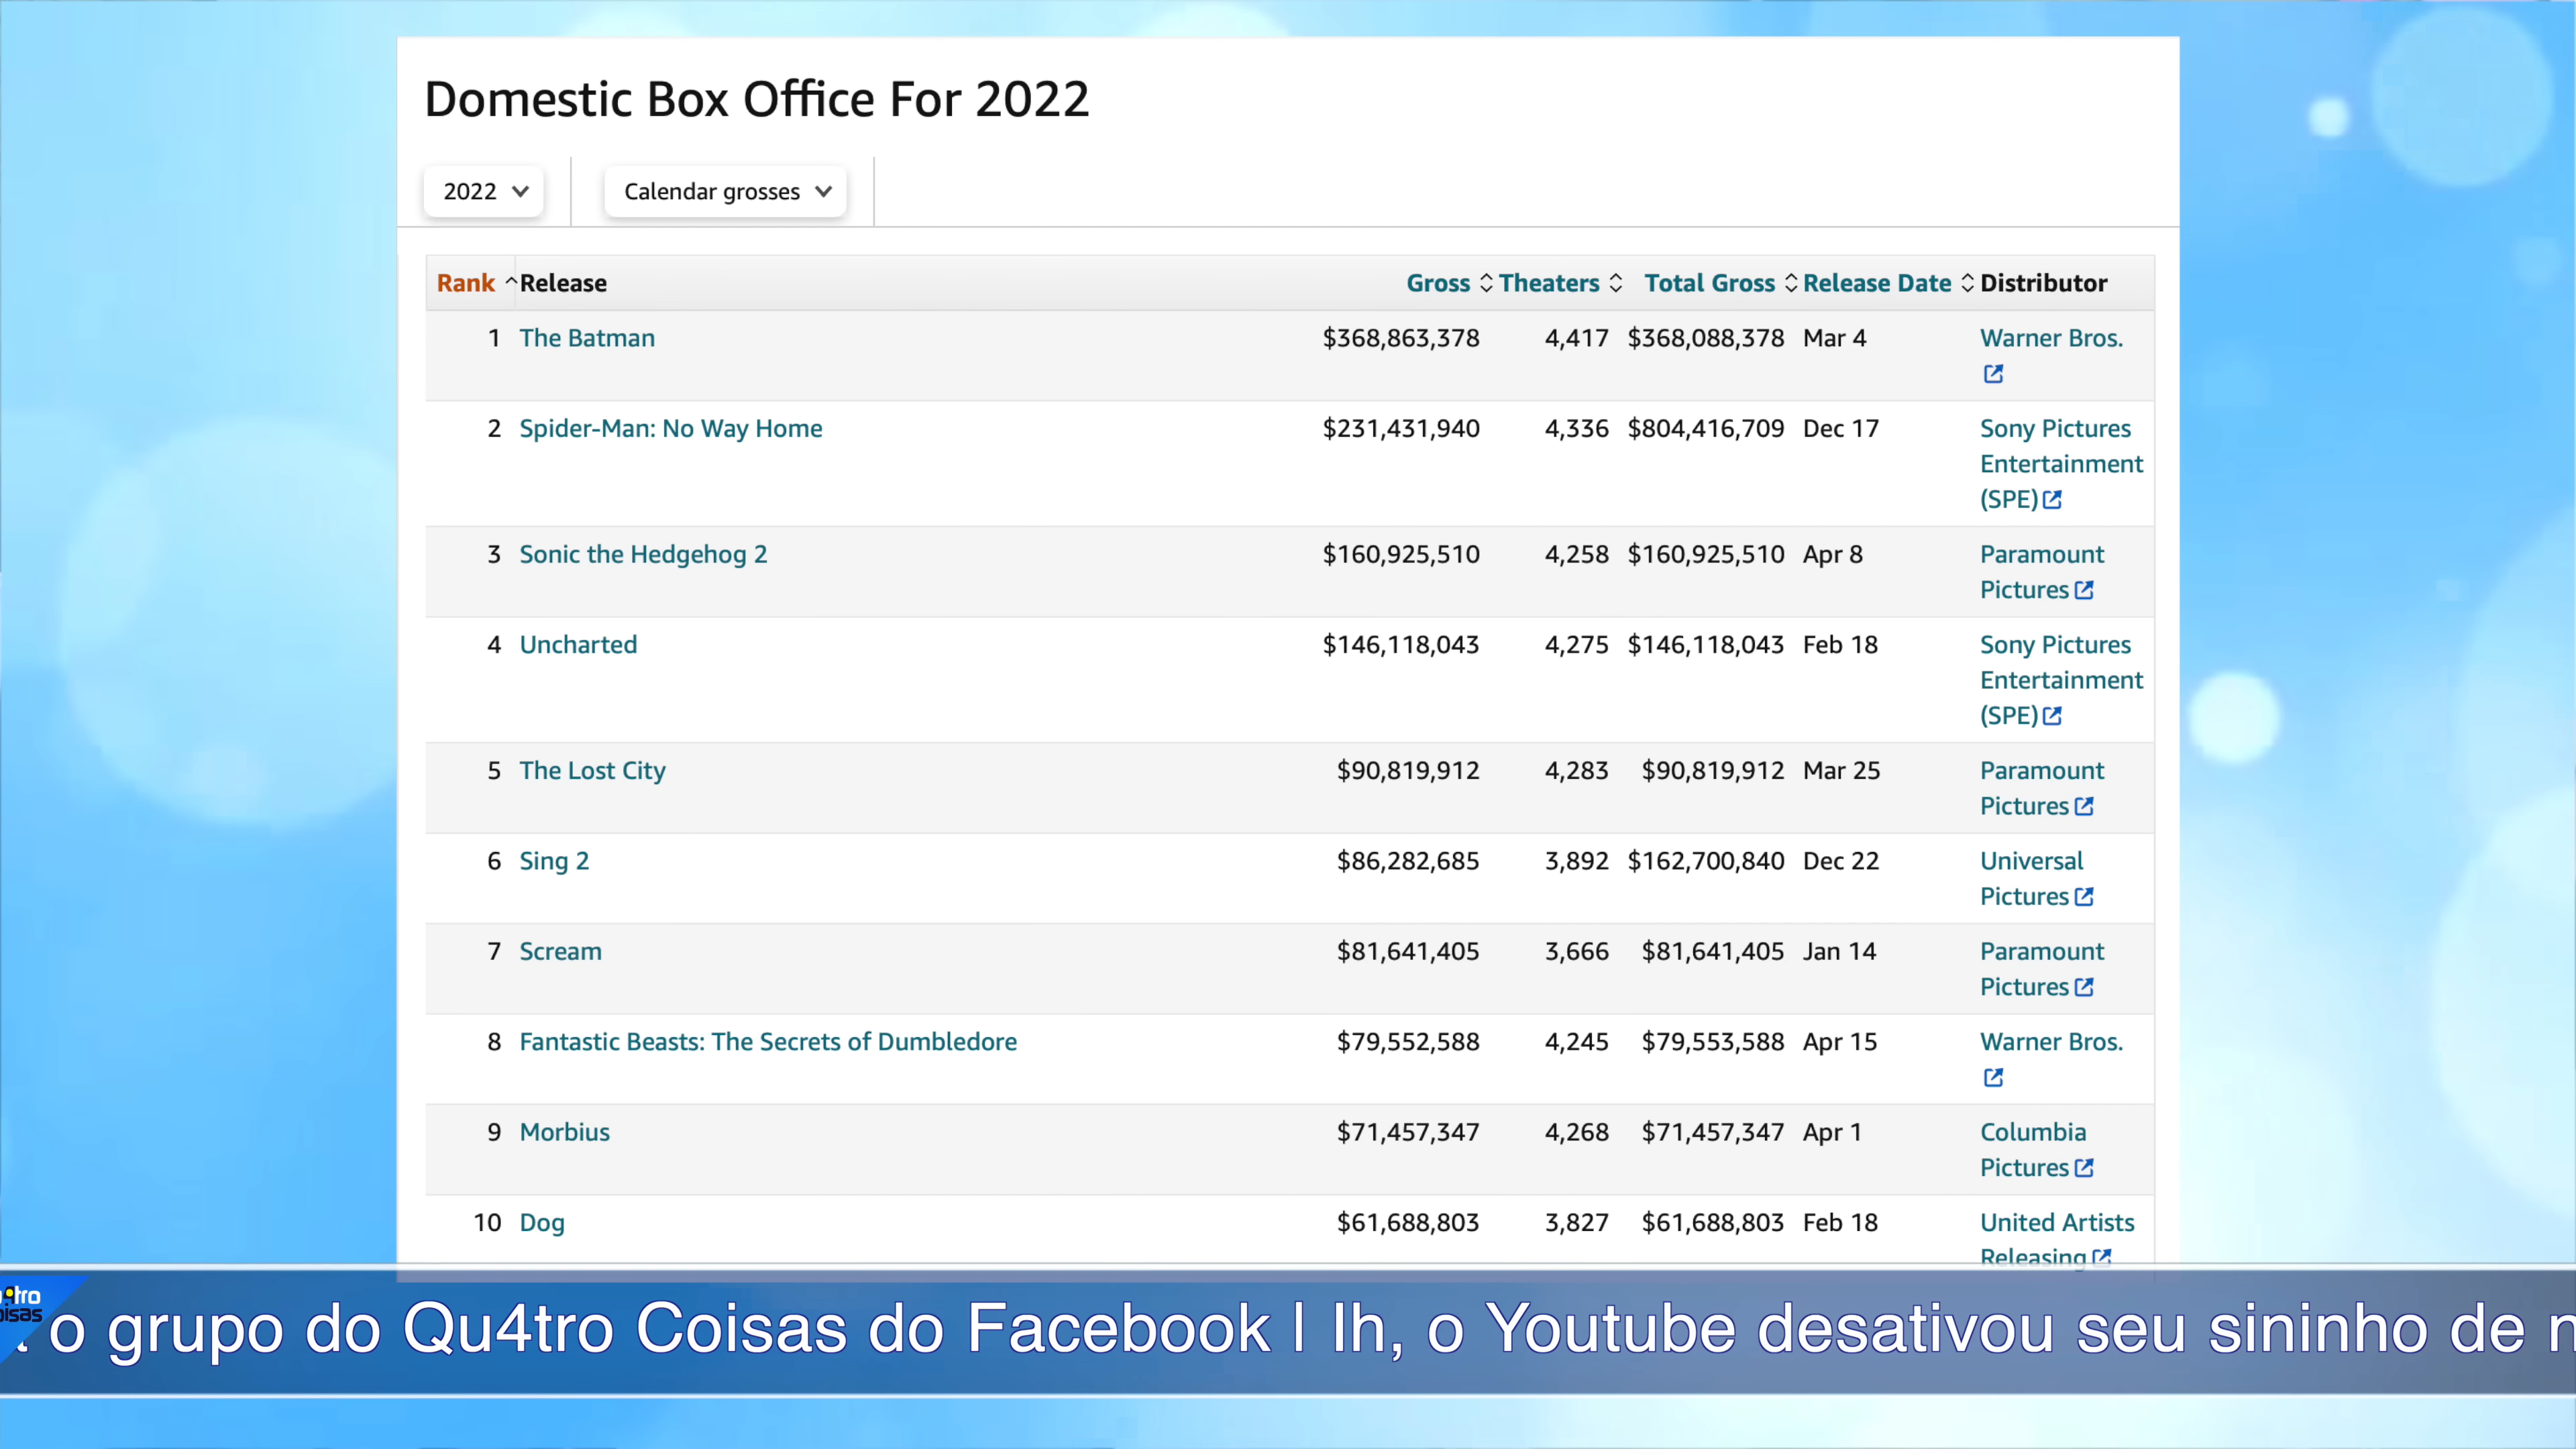 Domestic Box Office For 2022
2022
Calendar grosses
Rank Release Gross Theaters Total Gross Release Date Distributor
1 The Batman $368,863,378 4,417 $368,088,378 Mar 4 Warner Bros.
2 Spider-Man: No Way Home $231,431,940 4,336 $804,416,709 Dec 17 Sony Pictures
Entertainment
(SPE)
3 Sonic the Hedgehog 2 $160,925,510 4,258 $160,925,510 Apr 8 Paramount
Pictures
4 Uncharted $146,118,043 4,275 $146,118,043 Feb 18 Sony Pictures
Entertainment
(SPE)
5 The Lost City $90,819,912 4,283 $90,819,912 Mar 25 Paramount
Pictures
6 Sing 2 $86,282,685 3,892 $162,700,840 Dec 22 Universal
Pictures
7 Scream $81,641,405 3,666 $81,641,405 Jan 14 Paramount
Pictures
8 Fantastic Beasts: The Secrets of Dumbledore $79,552,588 4,245 $79,553,588 Apr 15 Warner Bros.
9 Morbius $71,457,347 4,268 $71,457,347 Apr 1 Columbia
Pictures
10 Dog $61,688,803 3,827 $61,688,803 Feb 18 United Artists
Releasing
o grupo do Qu4tro Coisas do Facebook | Ih, o Youtube desativou seu sininho de